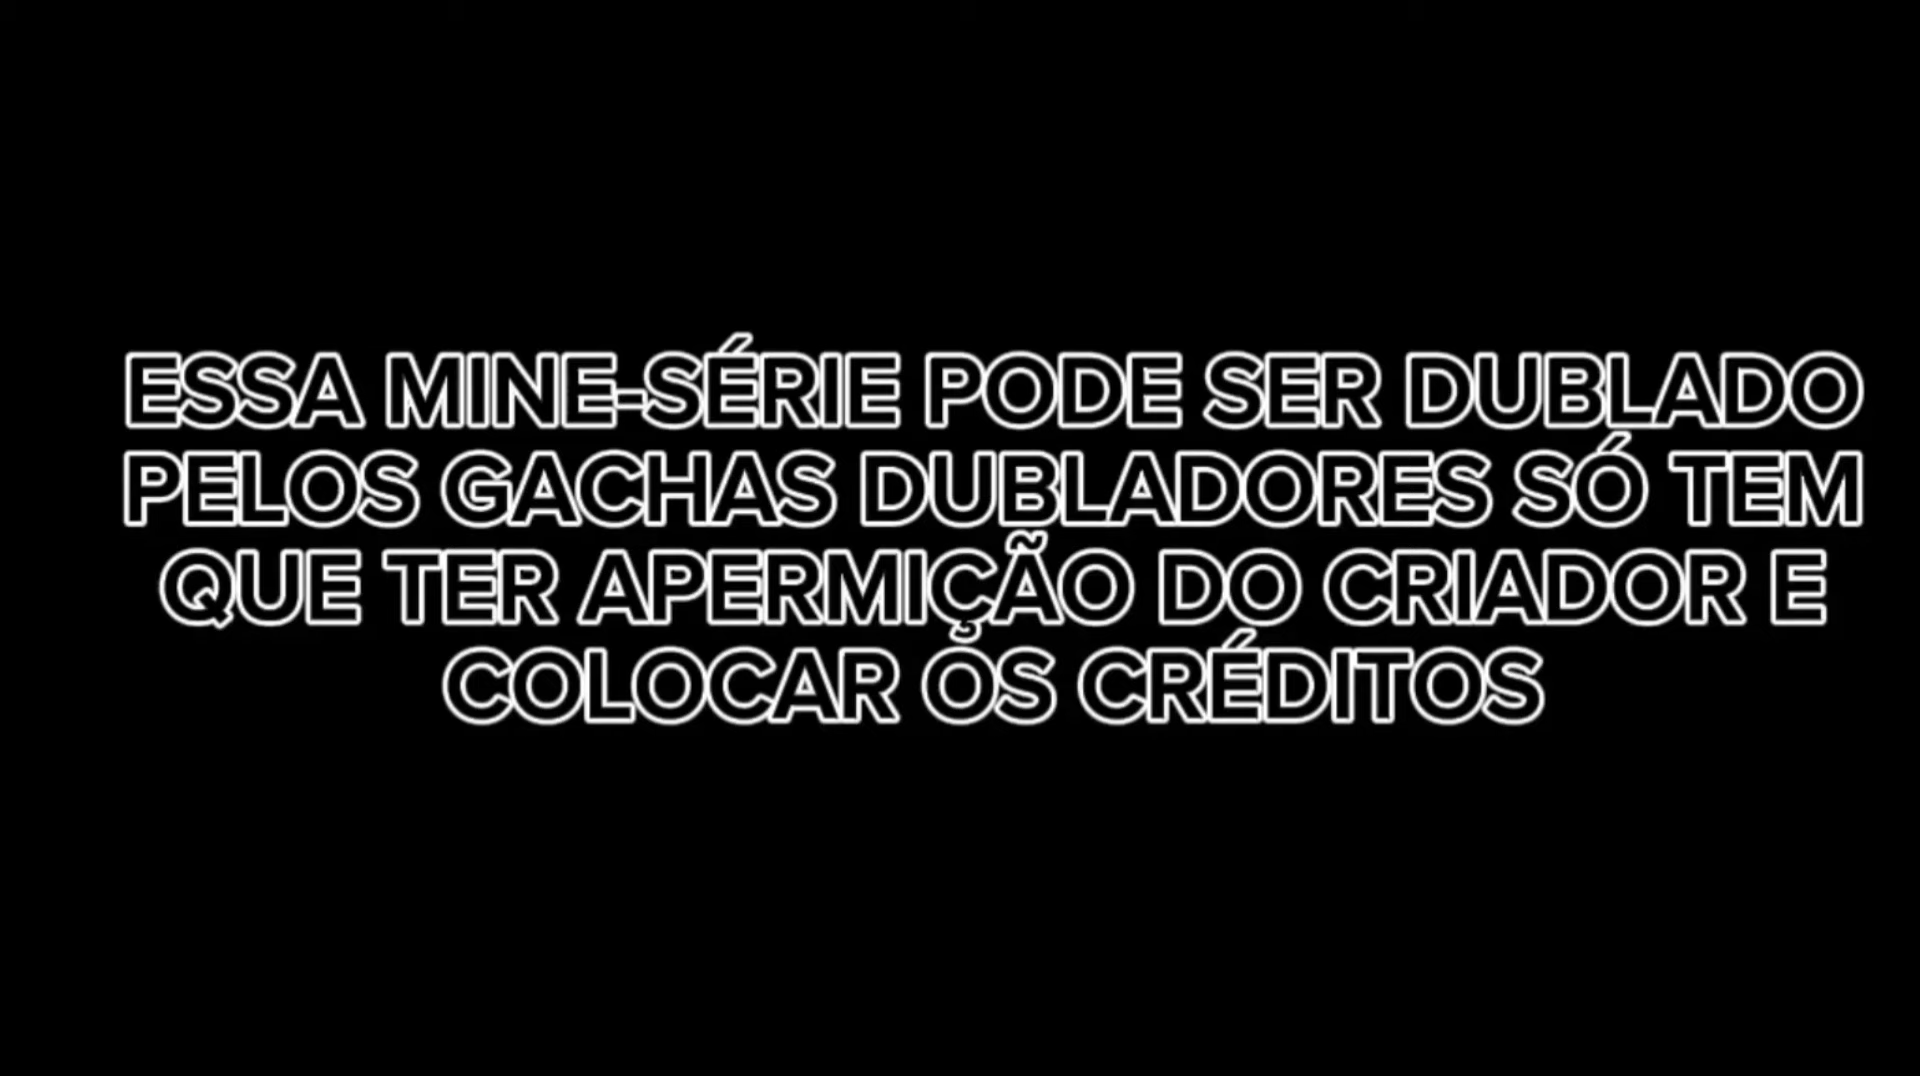 ESSA MINE-SÉRIE PODE SER DUBLADO
PELOS GACHAS DUBLADORES SÓ TEM
QUE TER APERMIÇÃO DO CRIADOR E
COLOCAR OS CRÉDITOS